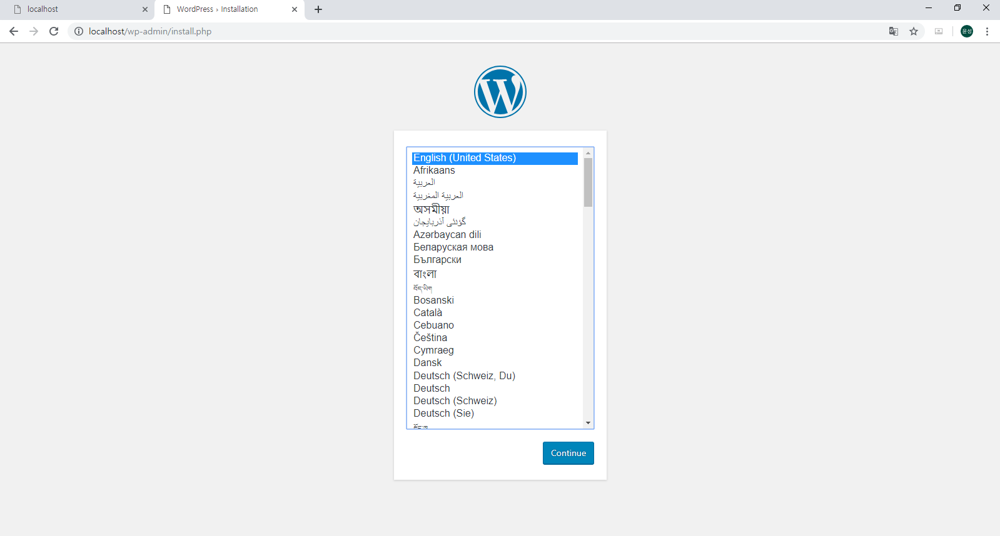 localhost
WordPress › Installation
localhost/wp-admin/install.php
윤성
English (United States)
Afrikaans
العربية
العربية المغربية
অসমীয়া
گؤنئی آذربایجان
Azərbaycan dili
Беларуская мова
Български
বাংলা
བོད་ཡིག
Bosanski
Català
Cebuano
Čeština
Cymraeg
Dansk
Deutsch (Schweiz, Du)
Deutsch
Deutsch (Schweiz)
Deutsch (Sie)
Continue